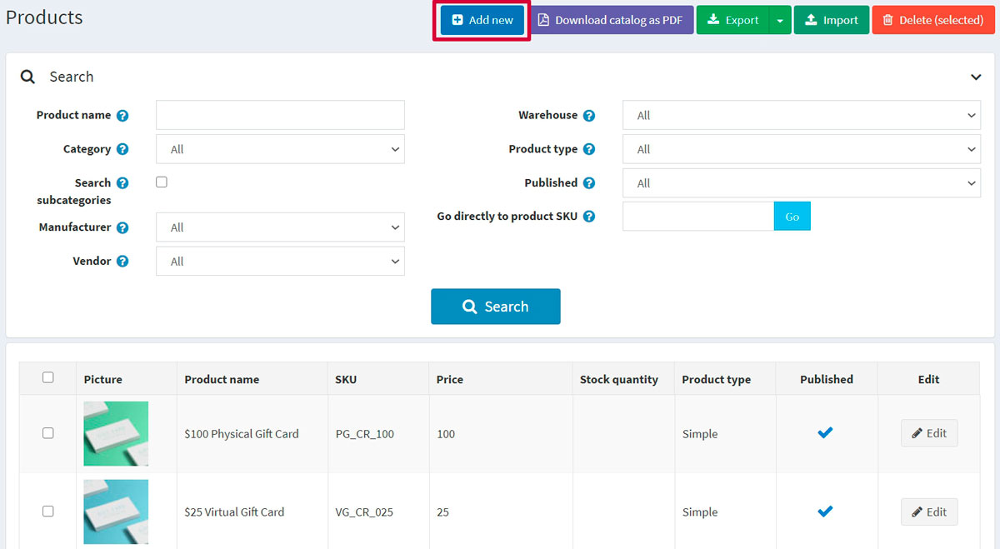 Products
Add new
Download catalog as PDF
Export
Import
Delete (selected)
Search
Product name
Warehouse
All
Category
All
Product type
All
Search subcategories
Published
All
Manufacturer
All
Go directly to product SKU
Go
Vendor
All
Search
Picture
Product name
SKU
Price
Stock quantity
Product type
Published
Edit
$100 Physical Gift Card
PG_CR_100
100
Simple
Edit
$25 Virtual Gift Card
VG_CR_025
25
Simple
Edit